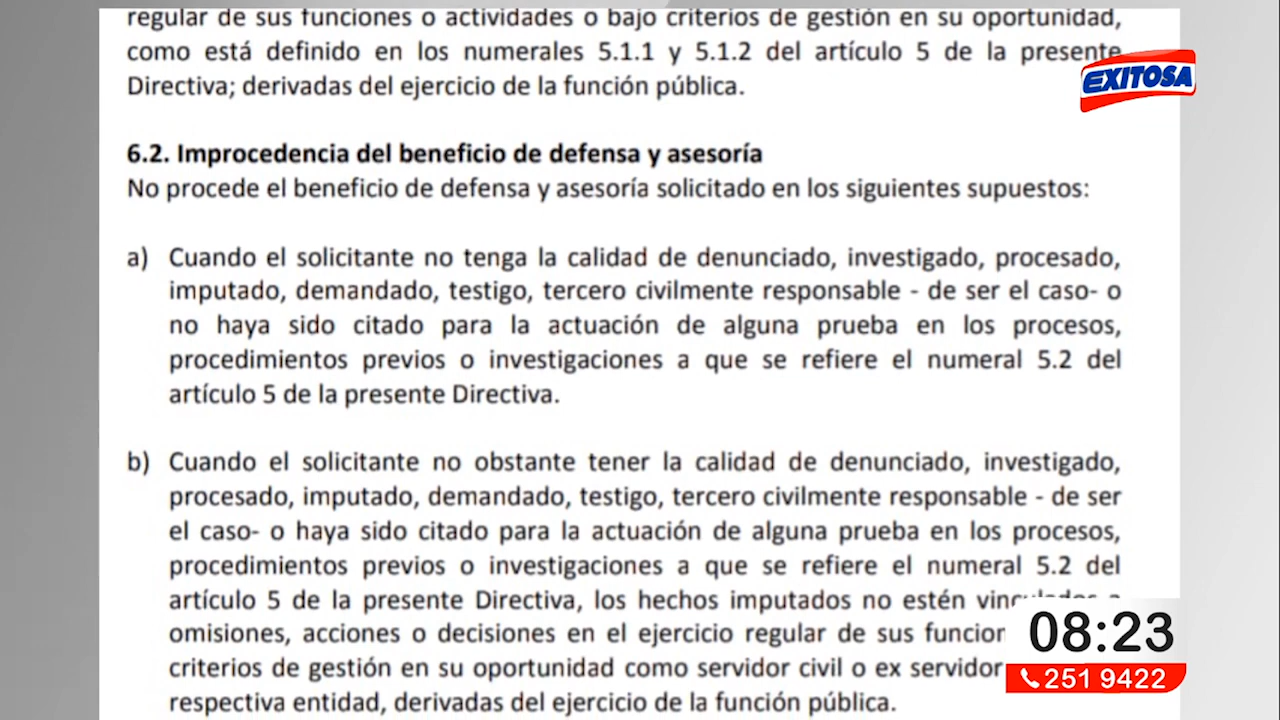 regular de sus funciones o actividades o bajo criterios de gestión en su oportunidad,
como está definido en los numerales 5.1.1 y 5.1.2 del artículo 5 de la presente
Directiva; derivadas del ejercicio de la función pública.
EXITOSA
6.2. Improcedencia del beneficio de defensa y asesoría
No procede el beneficio de defensa y asesoría solicitado en los siguientes supuestos:
a) Cuando el solicitante no tenga la calidad de denunciado, investigado, procesado,
imputado, demandado, testigo, tercero civilmente responsable - de ser el caso- o
no haya sido citado para la actuación de alguna prueba en los procesos,
procedimientos previos o investigaciones a que se refiere el numeral 5.2 del
artículo 5 de la presente Directiva.
b) Cuando el solicitante no obstante tener la calidad de denunciado, investigado,
procesado, imputado, demandado, testigo, tercero civilmente responsable - de ser
el caso- o haya sido citado para la actuación de alguna prueba en los procesos,
procedimientos previos o investigaciones a que se refiere el numeral 5.2 del
artículo 5 de la presente Directiva, los hechos imputados no estén
omisiones, acciones o decisiones en el ejercicio regular de sus
criterios de gestión en su oportunidad como servidor civil o ex servidor
respectiva entidad, derivadas del ejercicio de la función pública.
08:23
251 9422